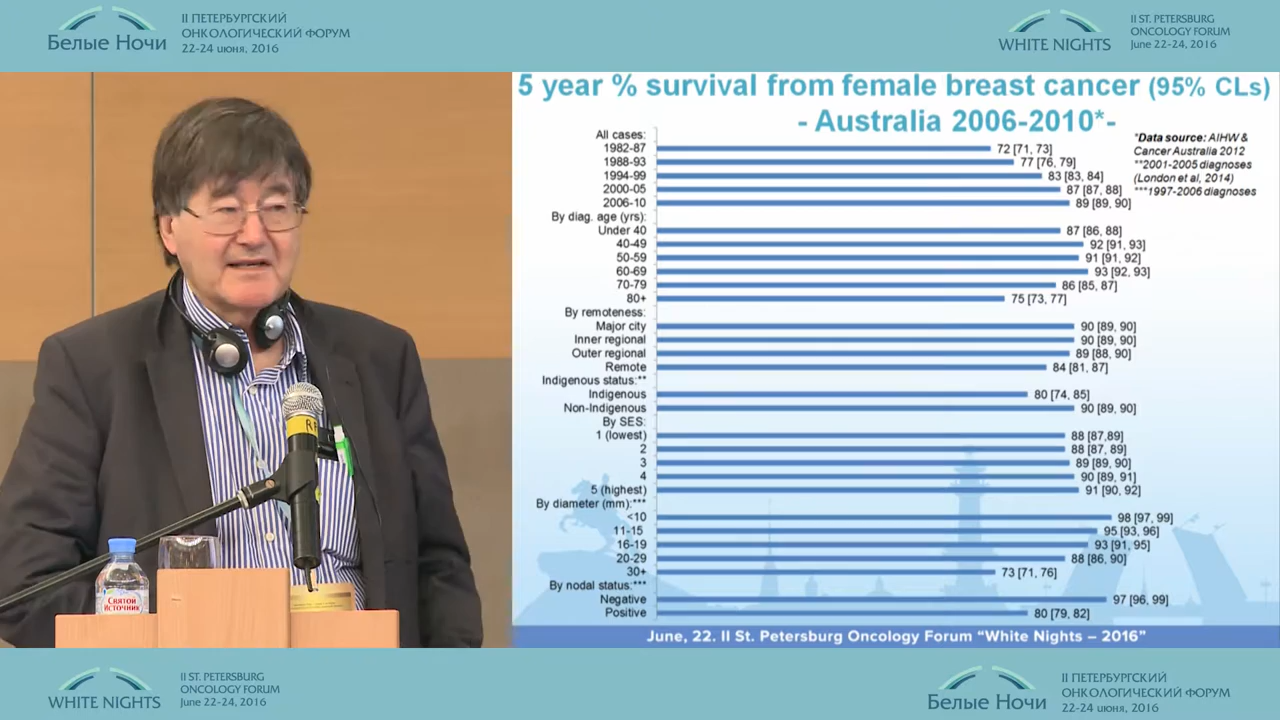 II ПЕТЕРБУРГСКИЙ
ОНКОЛОГИЧЕСКИЙ ФОРУМ
Белые Ночи
22-24 июня, 2016
II ST. PETERSBURG
ONCOLOGY FORUM
WHITE NIGHTS
June 22-24, 2016
5 year % survival from female breast cancer (95% CLs)
- Australia 2006-2010*-
*Data source: AIHW &
Cancer Australia 2012
**2001-2005 diagnoses
(London et al, 2014)
***1997-2006 diagnoses
All cases:
1982-87 72 [71, 73]
1988-93 77 [76, 79]
1994-99 83 [83, 84]
2000-05 87 [87, 88]
2006-10 89 [89, 90]
By diag. age (yrs):
Under 40 87 [86, 88]
40-49 92 [91, 93]
50-59 91 [91, 92]
60-69 93 [92, 93]
70-79 86 [85, 87]
80+ 75 [73, 77]
By remoteness:
Major city 90 [89, 90]
Inner regional 90 [89, 90]
Outer regional 89 [88, 90]
Remote 84 [81, 87]
Indigenous status:**
Indigenous 80 [74, 85]
Non-Indigenous 90 [89, 90]
By SES:
1 (lowest) 88 [87,89]
2 88 [87, 89]
3 89 [89, 90]
4 90 [89, 91]
5 (highest) 91 [90, 92]
By diameter (mm):***
<10 98 [97, 99]
11-15 95 [93, 96]
16-19 93 [91, 95]
20-29 88 [86, 90]
30+ 73 [71, 76]
By nodal status:***
Negative 97 [96, 99]
Positive 80 [79, 82]
June, 22. II St. Petersburg Oncology Forum “White Nights – 2016”
СВЯТОЙ
ИСТОЧНИК
II ST. PETERSBURG
ONCOLOGY FORUM
WHITE NIGHTS
June 22-24, 2016
II ПЕТЕРБУРГСКИЙ
ОНКОЛОГИЧЕСКИЙ ФОРУМ
Белые Ночи
22-24 июня, 2016